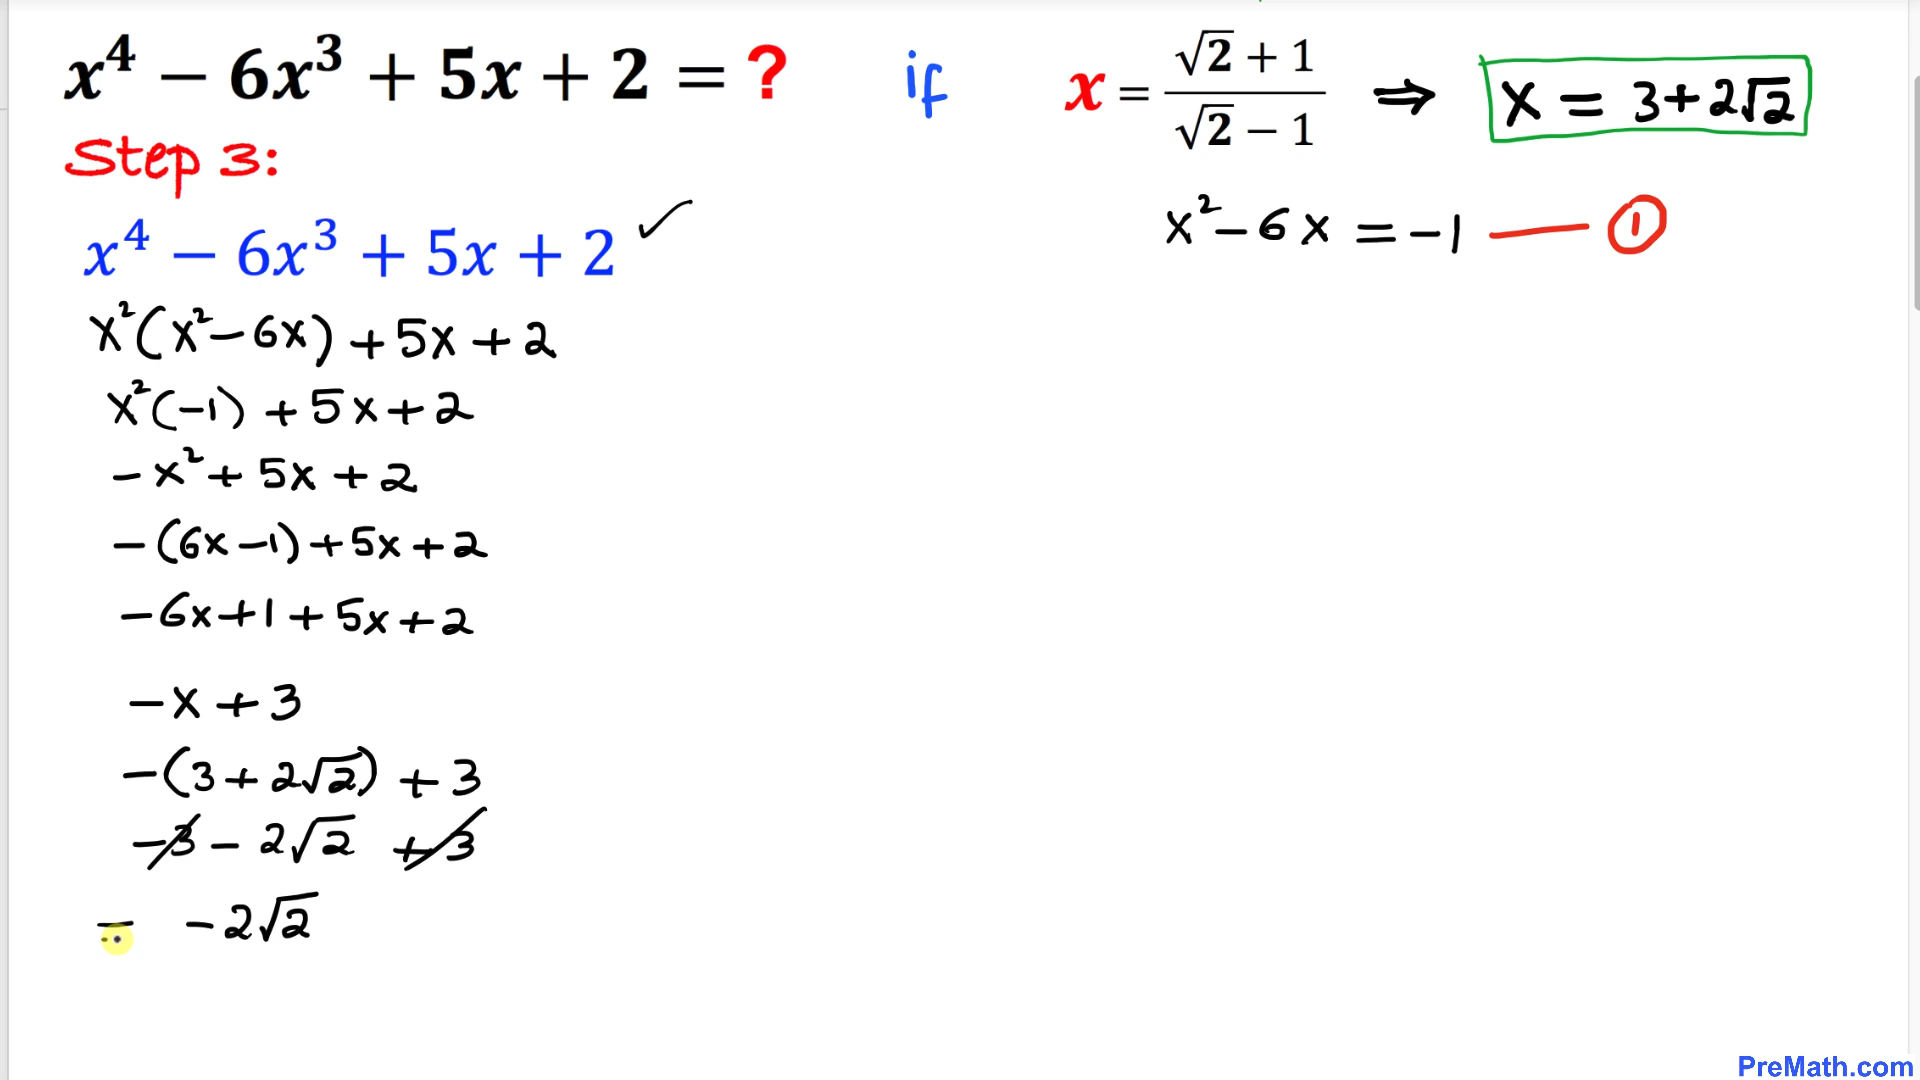 x⁴ − 6x³ + 5x + 2 = ? if x = (√2 + 1)/(√2 − 1) ⇒ x = 3+2√2
Step 3:
x² − 6x = −1 — ①
x⁴ − 6x³ + 5x + 2 ✓
x²(x² − 6x) + 5x + 2
x²(−1) + 5x + 2
− x² + 5x + 2
− (6x − 1) + 5x + 2
− 6x + 1 + 5x + 2
− x + 3
− (3 + 2√2) + 3
− 3 − 2√2 + 3
= − 2√2
PreMath.com